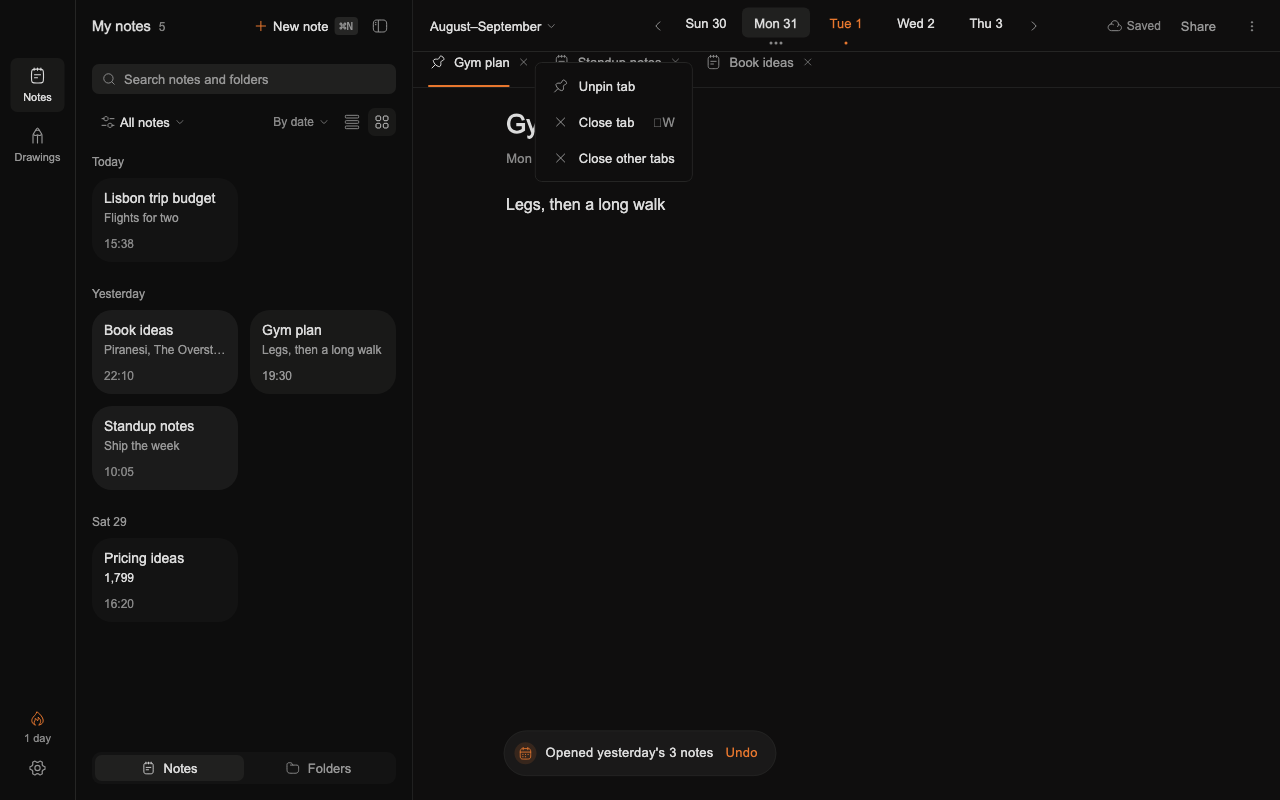 My notes 5
New note ⌘N
August–September
Sun 30
Mon 31
Tue 1
Wed 2
Thu 3
Saved
Share
Notes
Drawings
Search notes and folders
All notes
By date
Gym plan
Standup notes
Book ideas
Unpin tab
Close tab W
Close other tabs
Gy
Mon
Legs, then a long walk
Today
Lisbon trip budget
Flights for two
15:38
Yesterday
Book ideas
Piranesi, The Overst…
22:10
Gym plan
Legs, then a long walk
19:30
Standup notes
Ship the week
10:05
Sat 29
Pricing ideas
1,799
16:20
1 day
Notes
Folders
Opened yesterday's 3 notes Undo